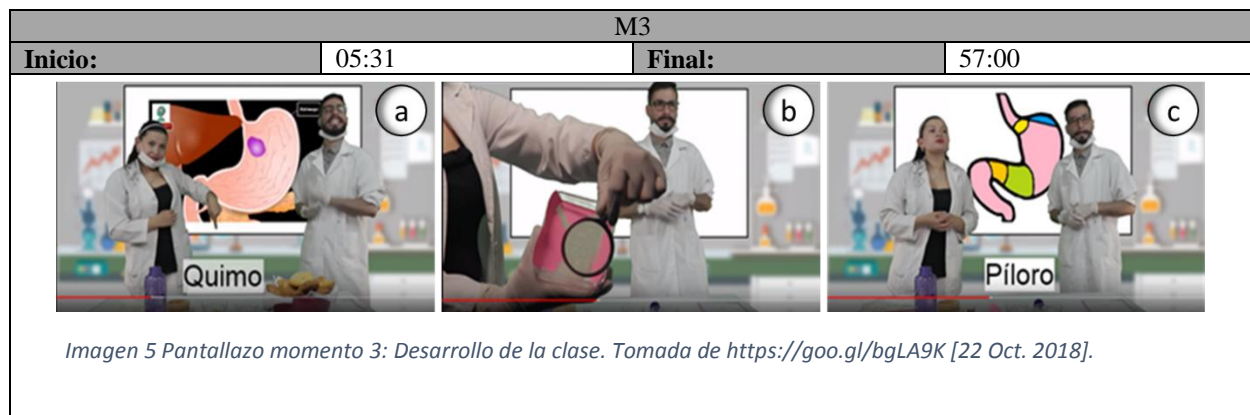 M3
Inicio: 05:31 Final: 57:00
a b c
Quimo Píloro
Imagen 5 Pantallazo momento 3: Desarrollo de la clase. Tomada de https://goo.gl/bgLA9K [22 Oct. 2018].